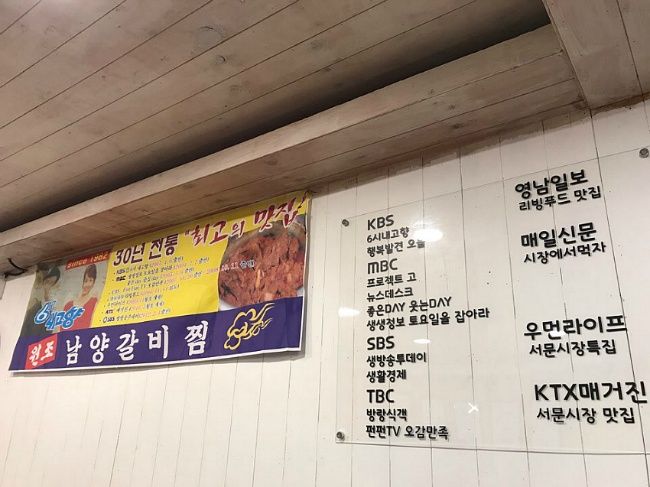 30년 전통 "최고의 맛집!
6시
내고향
원조 남양갈비찜
KBS
6시내고향
행복발견 오늘
MBC
프로젝트 고
뉴스데스크
좋은DAY 웃는DAY
생생정보 토요일을 잡아라
SBS
생방송투데이
생활경제
TBC
방랑식객
펀펀TV 오감만족
영남일보
리빙푸드 맛집
매일신문
시장에서먹자
우먼라이프
서문시장특집
KTX매거진
서문시장 맛집